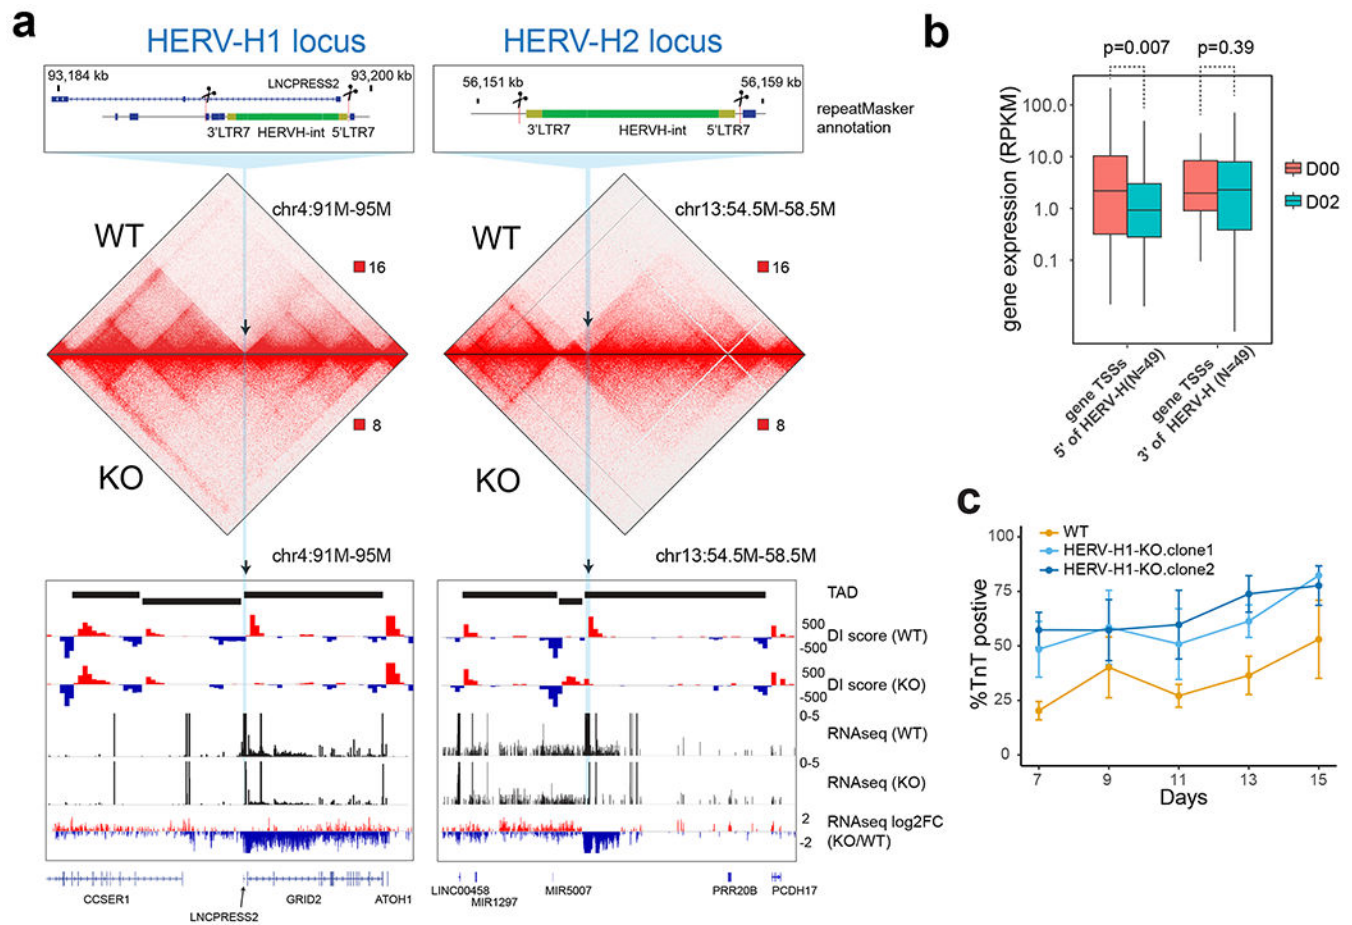 a
HERV-H1 locus
HERV-H2 locus
93,184 kb
LNCPRESS2
93,200 kb
3'LTR7
HERVH-int
5'LTR7
56,151 kb
56,159 kb
3'LTR7
HERVH-int
5'LTR7
repeatMasker
annotation
WT
chr4:91M-95M
16
KO
8
chr4:91M-95M
WT
chr13:54.5M-58.5M
16
KO
8
chr13:54.5M-58.5M
TAD
500
DI score (WT)
-500
500
DI score (KO)
-500
0-5
RNAseq (WT)
0-5
RNAseq (KO)
2
RNAseq log2FC
(KO/WT)
-2
CCSER1
LNCPRESS2
GRID2
ATOH1
LINC00458
MIR1297
MIR5007
PRR20B
PCDH17
b
p=0.007
p=0.39
gene expression (RPKM)
100.0
10.0
1.0
0.1
D00
D02
gene TSSs
5' of HERV-H(N=49)
gene TSSs
3' of HERV-H (N=49)
c
%TnT postive
100
75
50
25
0
WT
HERV-H1-KO.clone1
HERV-H1-KO.clone2
7
9
11
13
15
Days